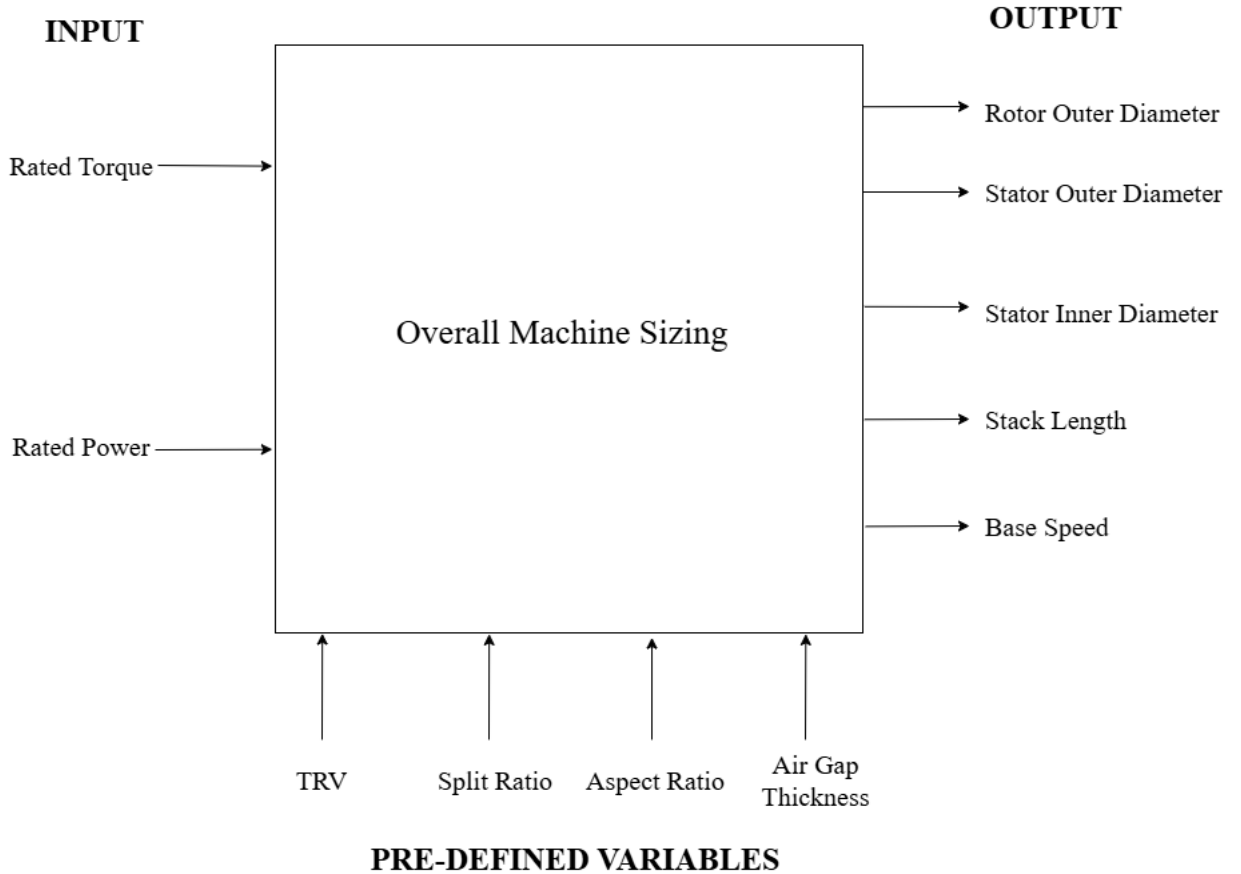 INPUT
OUTPUT
Rotor Outer Diameter
Rated Torque
Stator Outer Diameter
Stator Inner Diameter
Overall Machine Sizing
Stack Length
Rated Power
Base Speed
TRV
Split Ratio
Aspect Ratio
Air Gap
Thickness
PRE-DEFINED VARIABLES